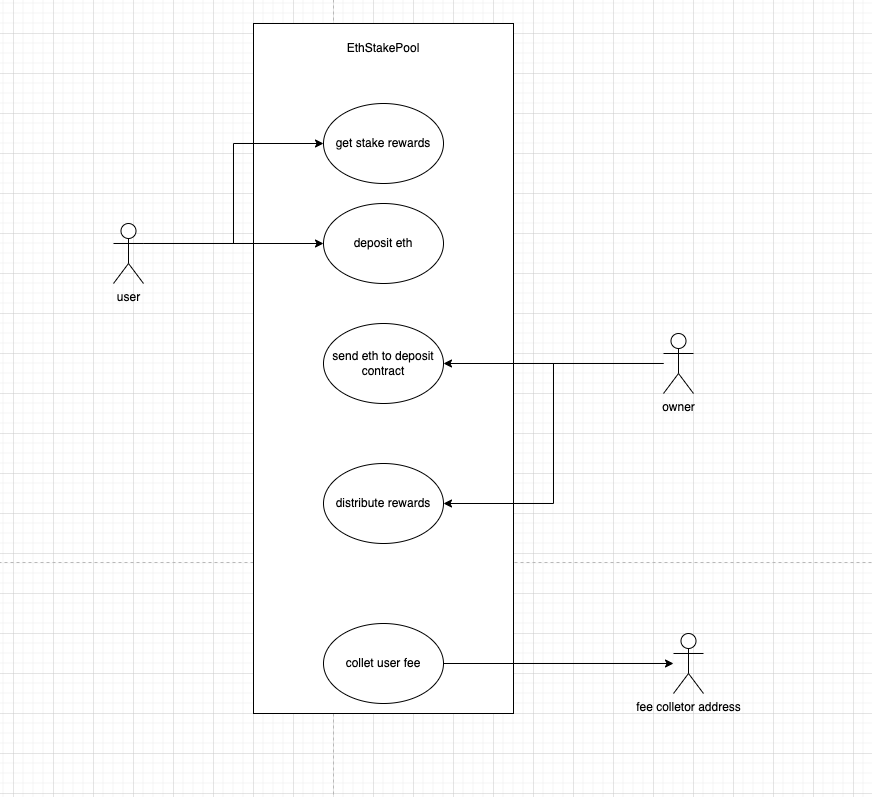 EthStakePool
get stake rewards
deposit eth
user
send eth to deposit
contract
owner
distribute rewards
collet user fee
fee colletor address